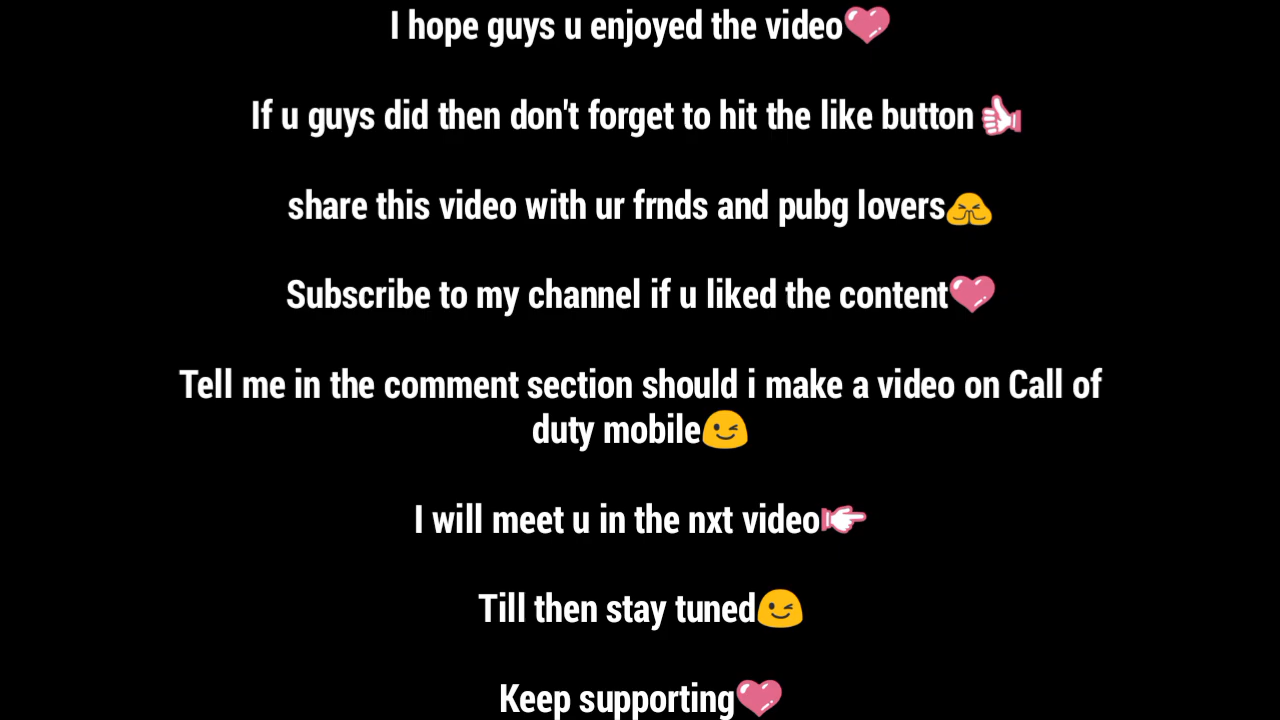 I hope guys u enjoyed the video💗
If u guys did then don't forget to hit the like button 👍
share this video with ur frnds and pubg lovers🙏
Subscribe to my channel if u liked the content💗
Tell me in the comment section should i make a video on Call of
duty mobile😉
I will meet u in the nxt video👉
Till then stay tuned😉
Keep supporting💗